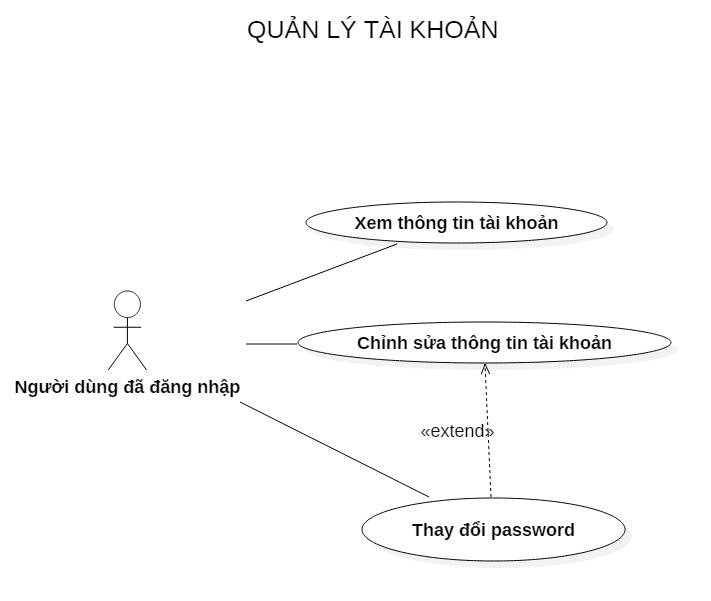 QUẢN LÝ TÀI KHOẢN
Xem thông tin tài khoản
Chỉnh sửa thông tin tài khoản
Người dùng đã đăng nhập
«extend»
Thay đổi password